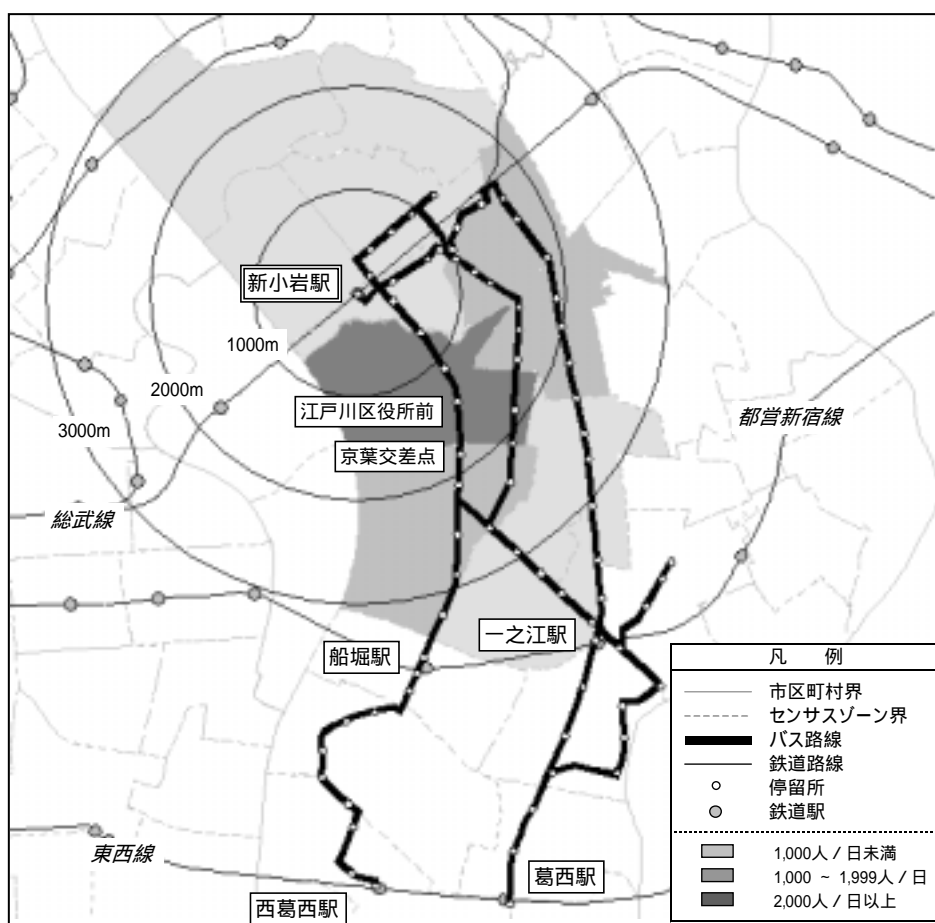 新小岩駅
1000m
2000m
3000m
江戸川区役所前
京葉交差点
都営新宿線
総武線
一之江駅
船堀駅
東西線
西葛西駅
葛西駅
凡 例
市区町村界
センサスゾーン界
バス路線
鉄道路線
停留所
鉄道駅
1,000人 / 日未満
1,000 ~ 1,999人 / 日
2,000人 / 日以上